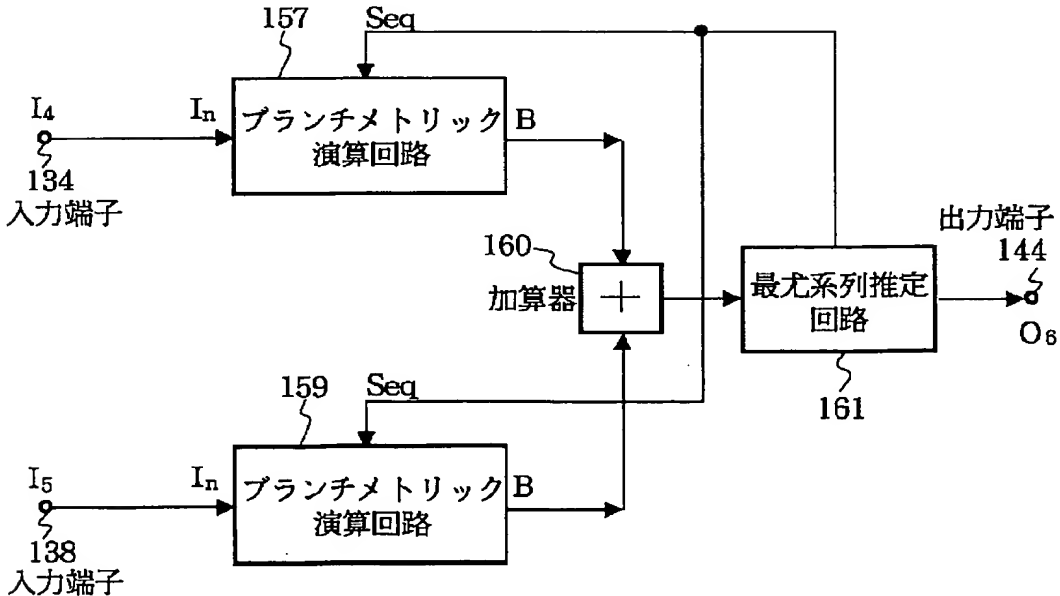 157
Seq
I4
In
ブランチメトリック
演算回路
B
134
入力端子
160
加算器
+
最尤系列推定
回路
出力端子
144
O6
161
159
Seq
I5
In
ブランチメトリック
演算回路
B
138
入力端子